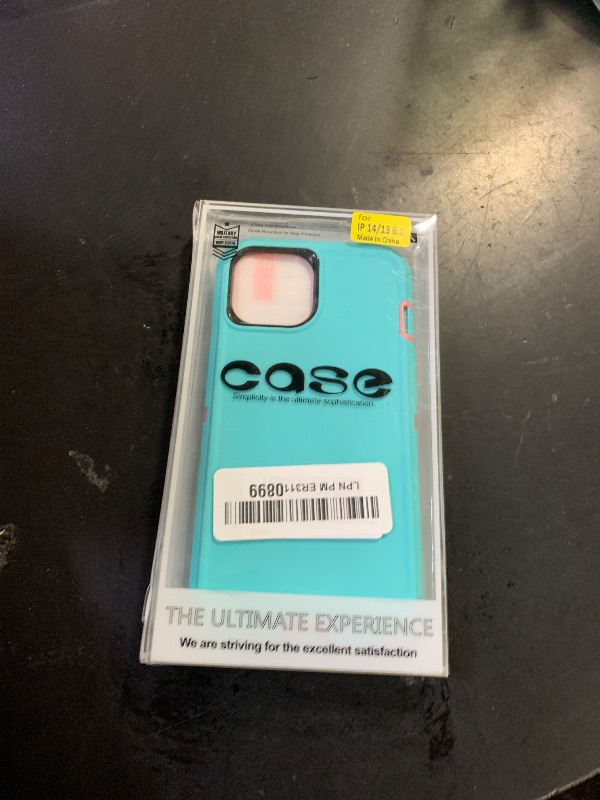 for
IP 14/13 6.1
Made in China
MILITARY
case
Simplicity is the ultimate sophistication.
LPN PM ER3110899
THE ULTIMATE EXPERIENCE
We are striving for the excellent satisfaction